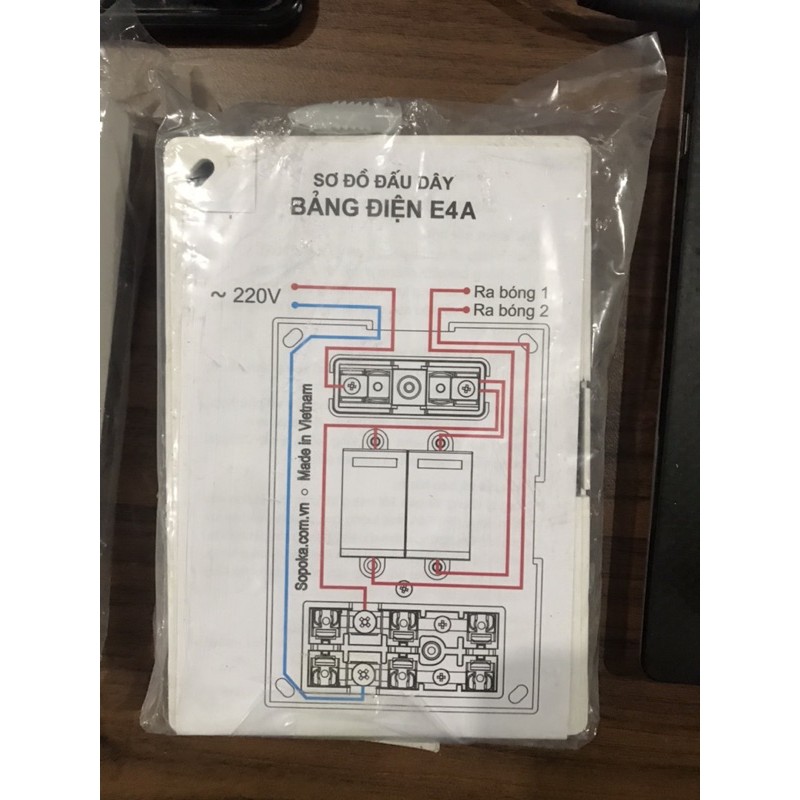 SƠ ĐỒ ĐẤU DÂY
BẢNG ĐIỆN E4A
~ 220V
Ra bóng 1
Ra bóng 2
Sopoka.com.vn ○ Made in Vietnam